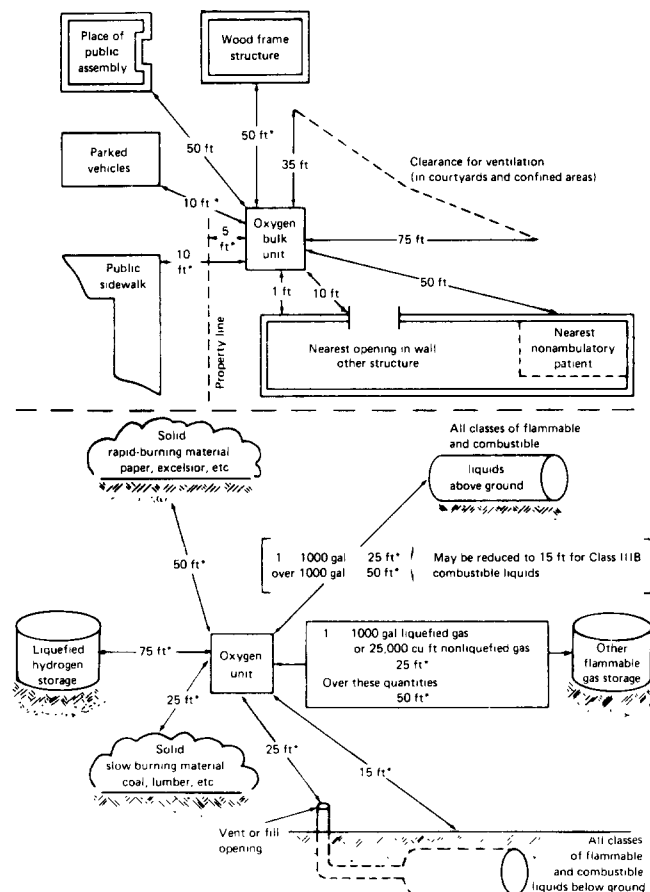 Place of
public
assembly
Wood frame
structure
50 ft
50 ft*
35 ft
Clearance for ventilation
(in courtyards and confined areas)
Parked
vehicles
10 ft*
5
ft*
Oxygen
bulk
unit
75 ft
Public
sidewalk
10
ft*
Property line
1 ft
10 ft
50 ft
Nearest opening in wall
other structure
Nearest
nonambulatory
patient
Solid
rapid-burning material
paper, excelsior, etc
All classes of flammable
and combustible
liquids
above ground
50 ft*
1 1000 gal 25 ft* May be reduced to 15 ft for Class IIIB
over 1000 gal 50 ft* combustible liquids
Liquefied
hydrogen
storage
75 ft*
Oxygen
unit
1 1000 gal liquefied gas
or 25,000 cu ft nonliquefied gas
25 ft*
Over these quantities
50 ft*
Other
flammable
gas storage
25 ft*
Solid
slow burning material
coal, lumber, etc
25 ft*
15 ft*
Vent or fill
opening
All classes
of flammable
and combustible
liquids below ground